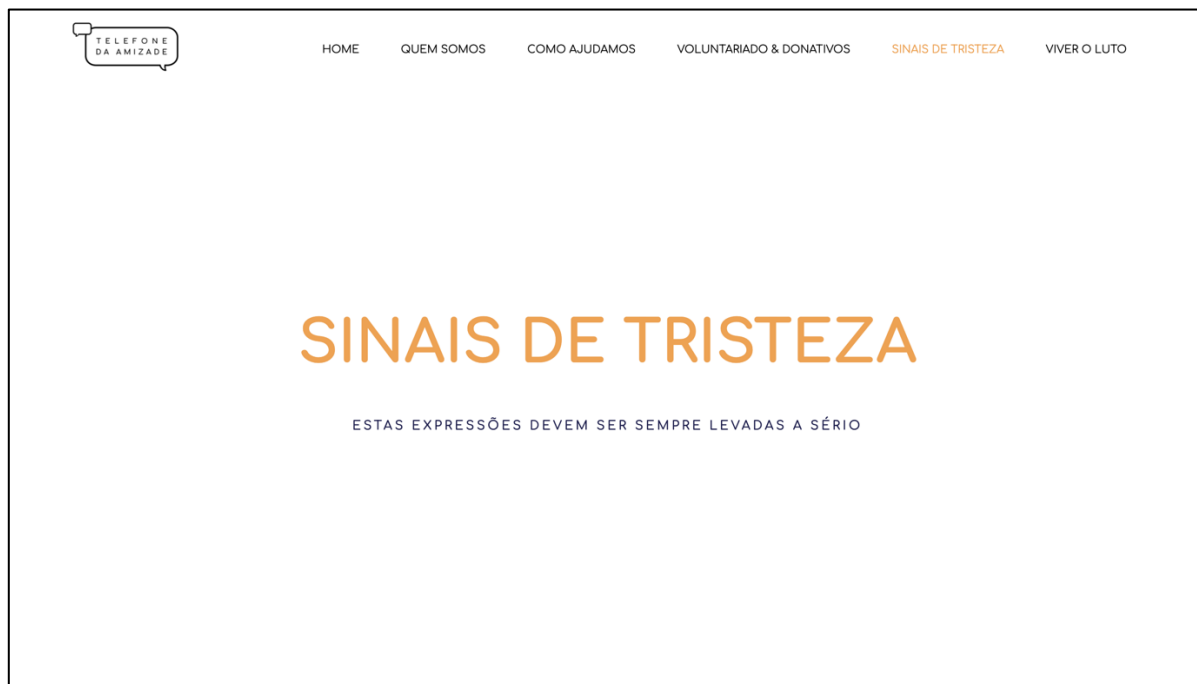 TELEFONE
DA AMIZADE
HOME QUEM SOMOS COMO AJUDAMOS VOLUNTARIADO & DONATIVOS SINAIS DE TRISTEZA VIVER O LUTO
SINAIS DE TRISTEZA
ESTAS EXPRESSÕES DEVEM SER SEMPRE LEVADAS A SÉRIO